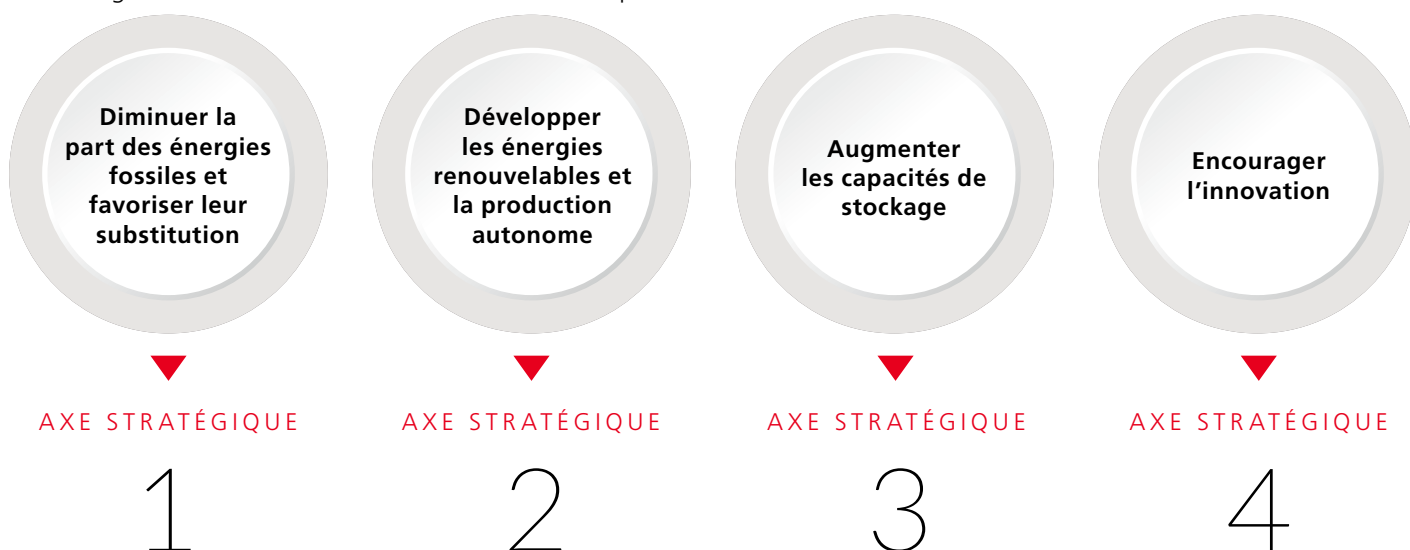 Diminuer la
part des énergies
fossiles et
favoriser leur
substitution
AXE STRATÉGIQUE
1
Développer
les énergies
renouvelables et
la production
autonome
AXE STRATÉGIQUE
2
Augmenter
les capacités de
stockage
AXE STRATÉGIQUE
3
Encourager
l’innovation
AXE STRATÉGIQUE
4